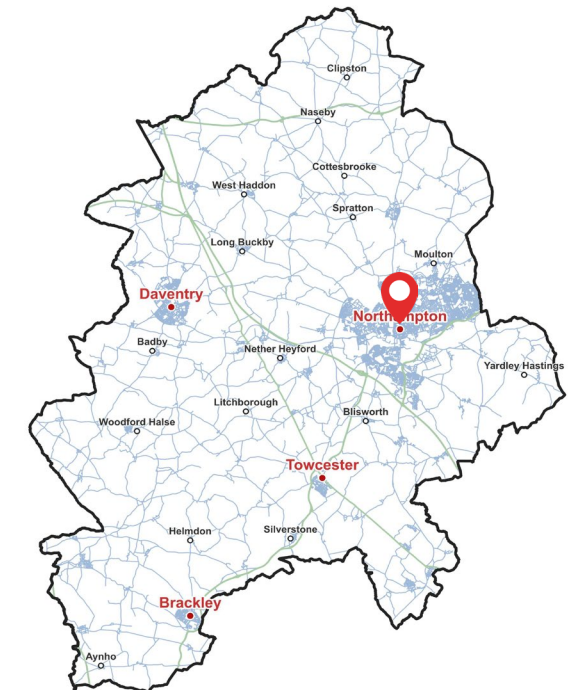 Clipston
Naseby
Cottesbrooke
West Haddon
Spratton
Long Buckby
Moulton
Daventry
Northampton
Badby
Nether Heyford
Yardley Hastings
Litchborough
Blisworth
Woodford Halse
Towcester
Silverstone
Helmdon
Brackley
Aynho